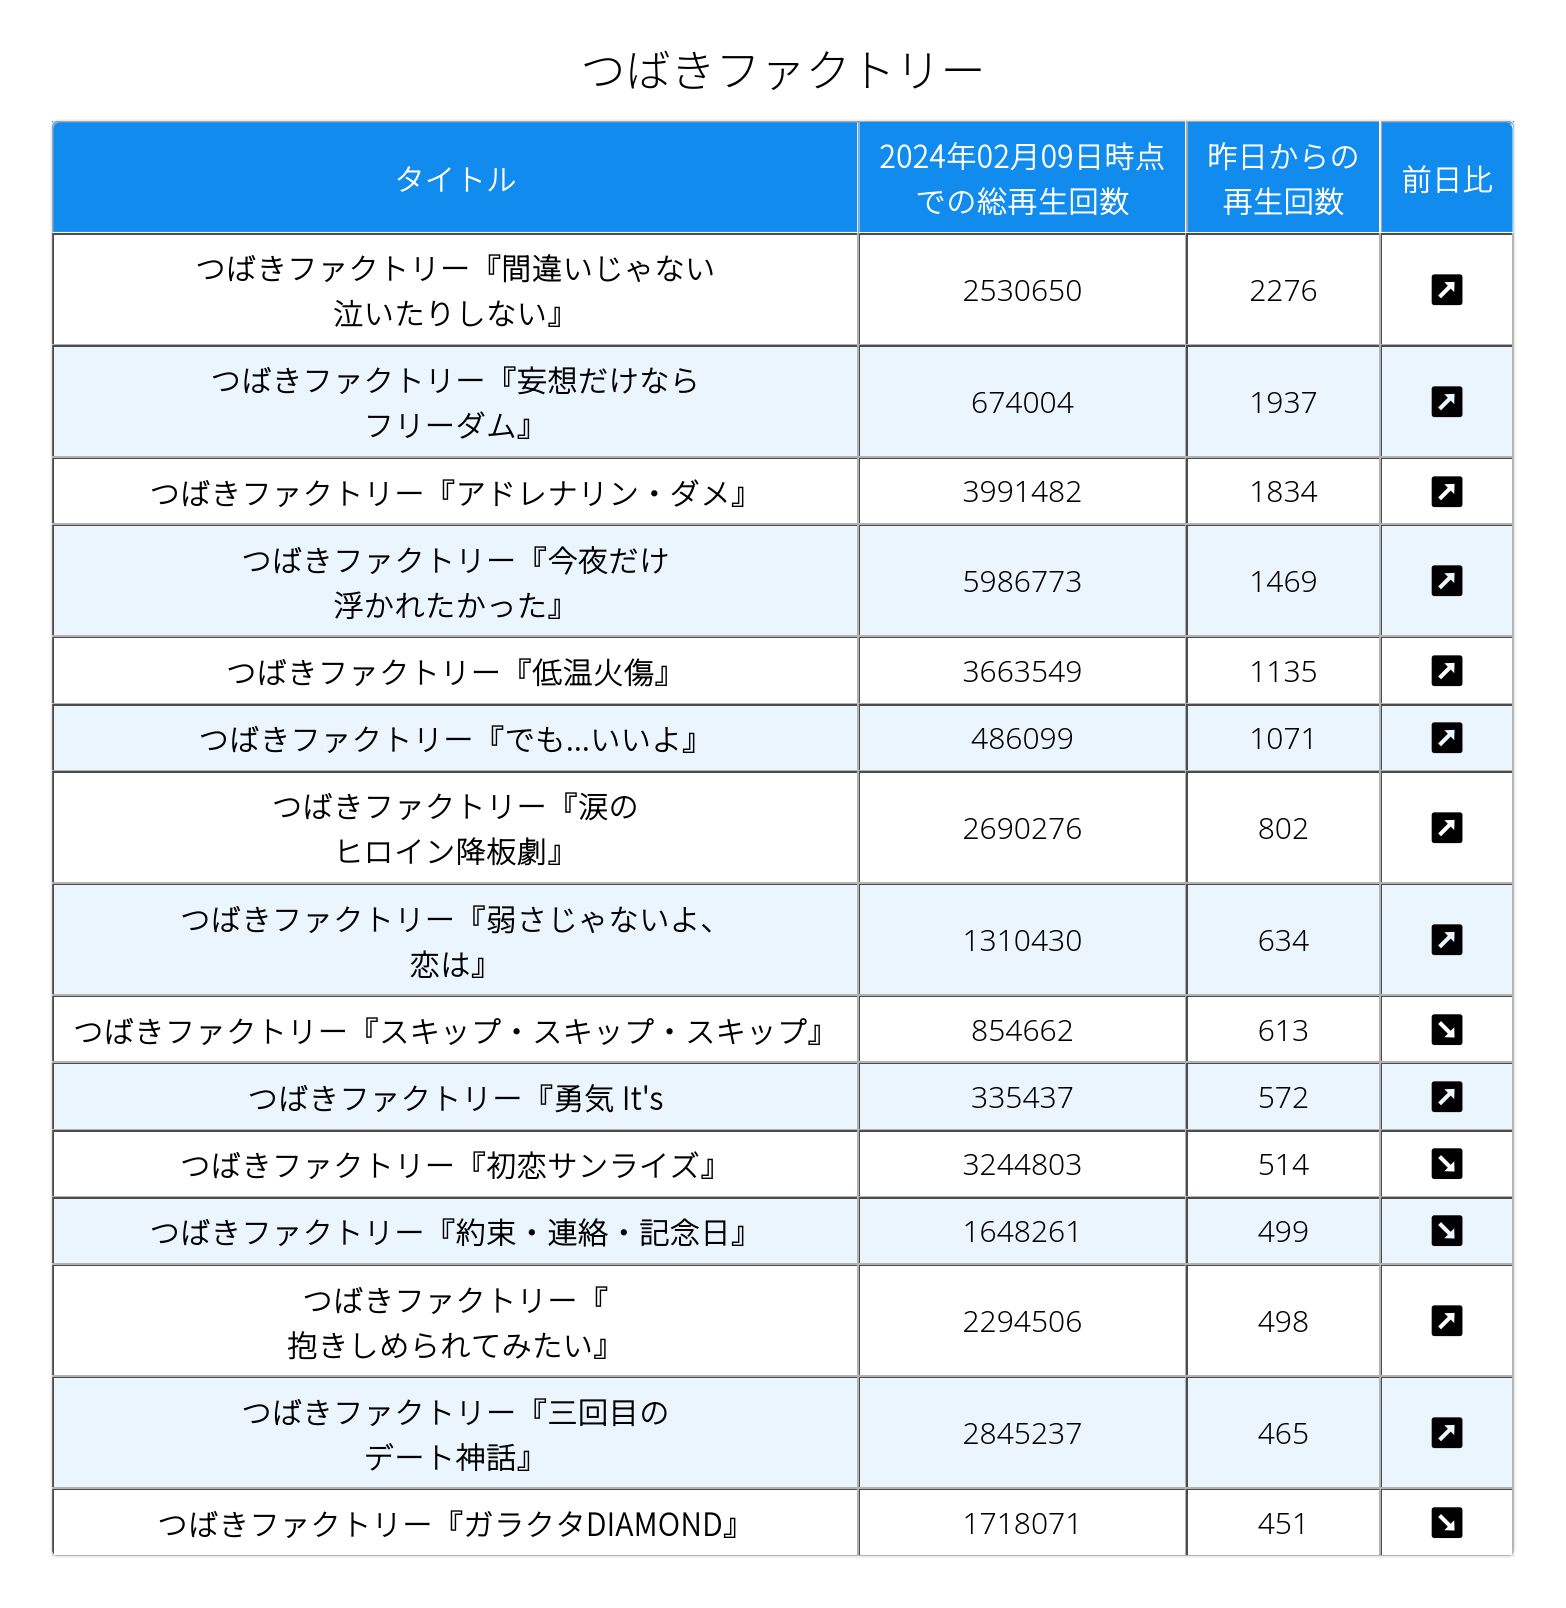 つばきファクトリー
タイトル
2024年02月09日時点
での総再生回数
昨日からの
再生回数
前日比
つばきファクトリー『間違いじゃない
泣いたりしない』
2530650
2276
つばきファクトリー『妄想だけなら
フリーダム』
674004
1937
つばきファクトリー『アドレナリン・ダメ』
3991482
1834
つばきファクトリー『今夜だけ
浮かれたかった』
5986773
1469
つばきファクトリー『低温火傷』
3663549
1135
つばきファクトリー『でも...いいよ』
486099
1071
つばきファクトリー『涙の
ヒロイン降板劇』
2690276
802
つばきファクトリー『弱さじゃないよ、
恋は』
1310430
634
つばきファクトリー『スキップ・スキップ・スキップ』
854662
613
つばきファクトリー『勇気 It's
335437
572
つばきファクトリー『初恋サンライズ』
3244803
514
つばきファクトリー『約束・連絡・記念日』
1648261
499
つばきファクトリー『
抱きしめられてみたい』
2294506
498
つばきファクトリー『三回目の
デート神話』
2845237
465
つばきファクトリー『ガラクタDIAMOND』
1718071
451